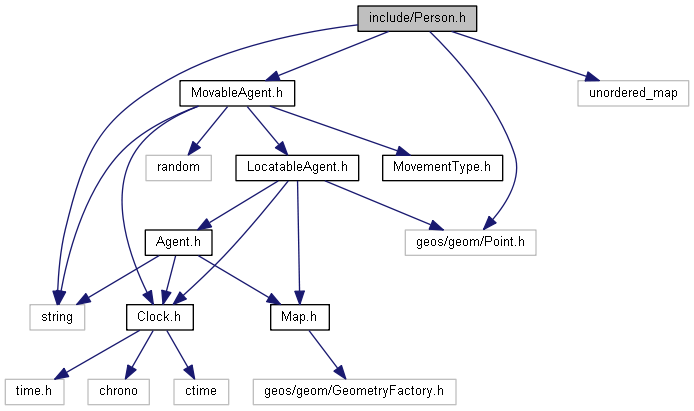 include/Person.h
MovableAgent.h
unordered_map
random
LocatableAgent.h
MovementType.h
Agent.h
geos/geom/Point.h
string
Clock.h
Map.h
time.h
chrono
ctime
geos/geom/GeometryFactory.h